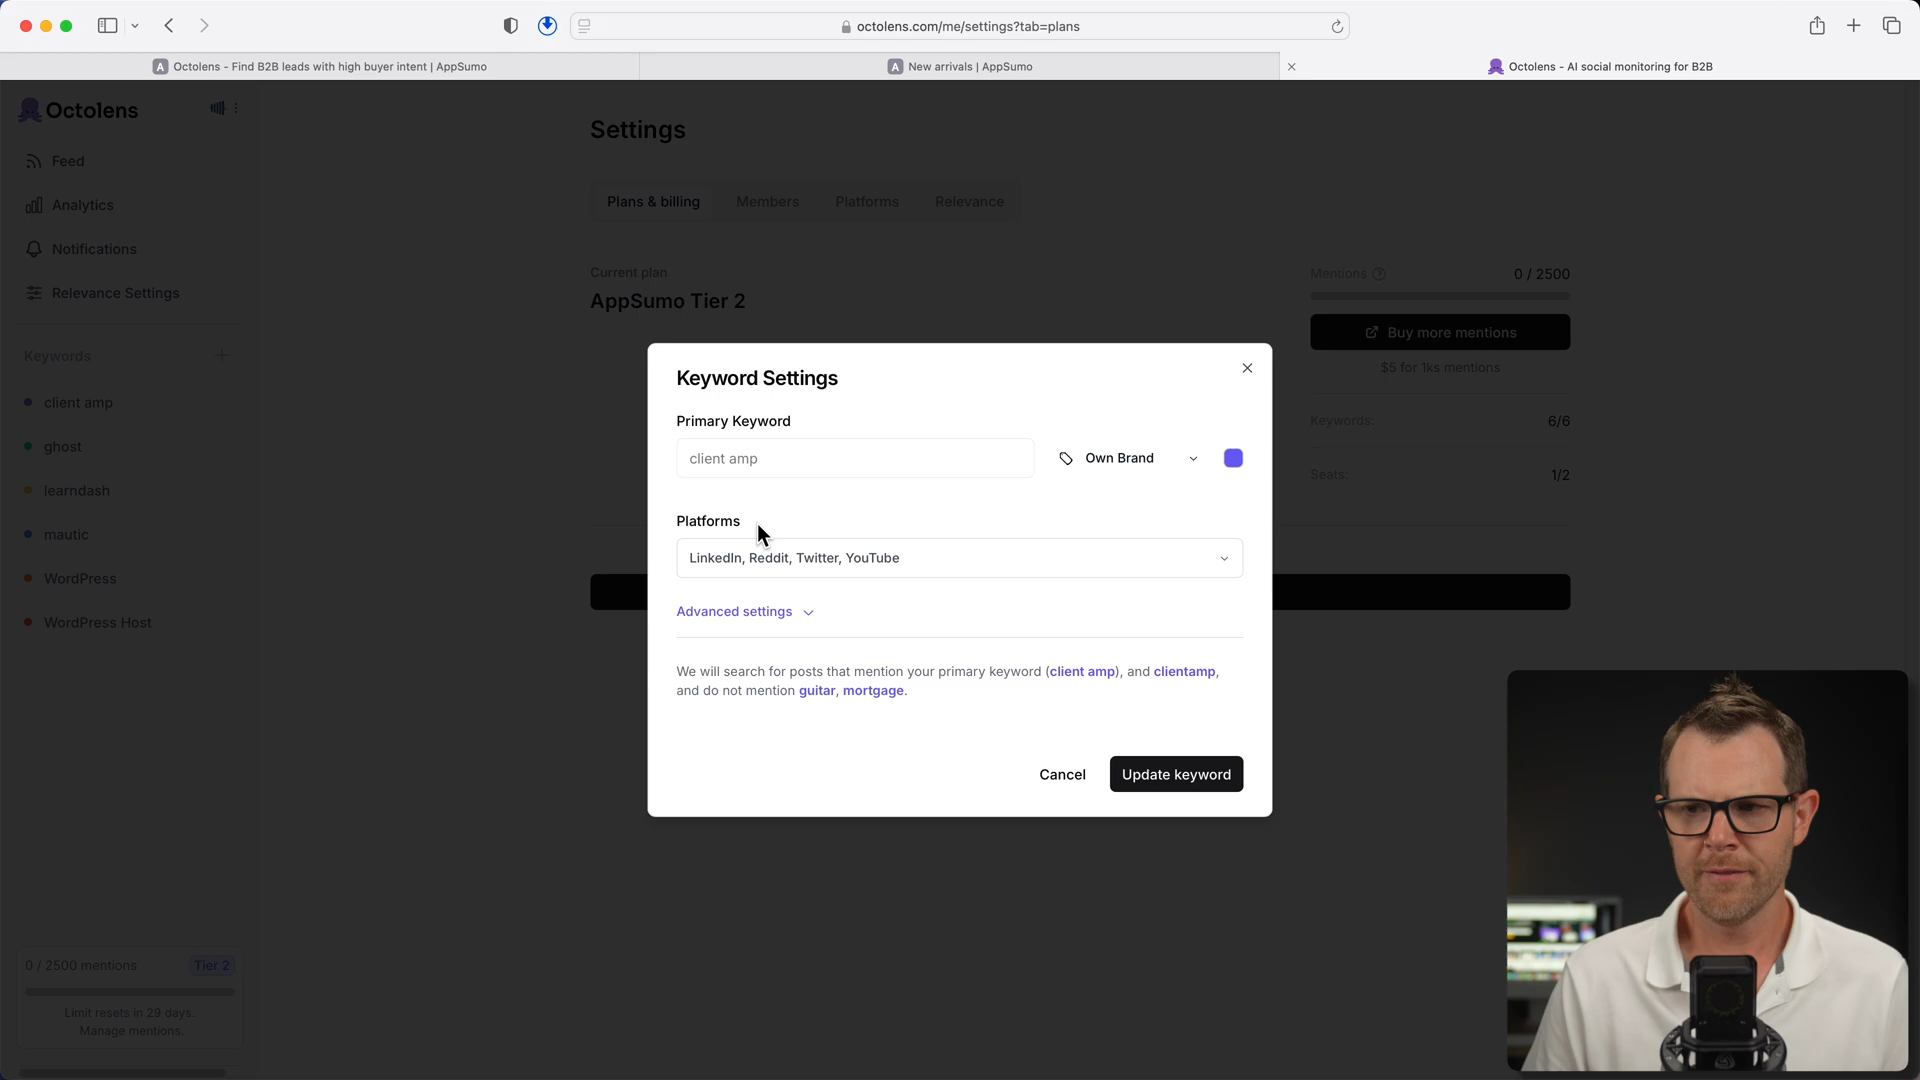 octolens.com/me/settings?tab=plans
Octolens - Find B2B leads with high buyer intent | AppSumo
New arrivals | AppSumo
Octolens - AI social monitoring for B2B
Octolens
Feed
Analytics
Notifications
Relevance Settings
Keywords
client amp
ghost
learndash
mautic
WordPress
WordPress Host
0 / 2500 mentions
Tier 2
Limit resets in 29 days.
Manage mentions.
Settings
Plans & billing
Members
Platforms
Relevance
Current plan
AppSumo Tier 2
Mentions
0 / 2500
Buy more mentions
$5 for 1ks mentions
Keywords:
6/6
Seats:
1/2
Keyword Settings
Primary Keyword
client amp
Own Brand
Platforms
LinkedIn, Reddit, Twitter, YouTube
Advanced settings
We will search for posts that mention your primary keyword (client amp), and clientamp,
and do not mention guitar, mortgage.
Cancel
Update keyword